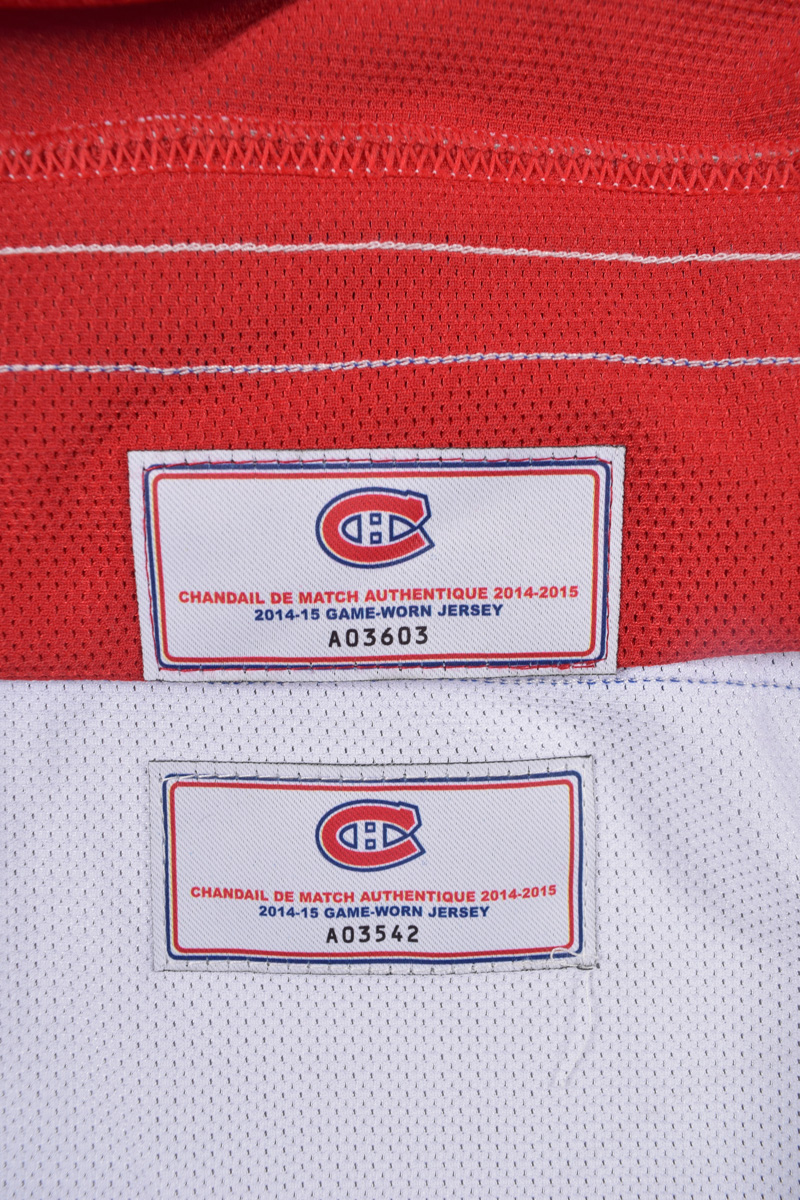 CHANDAIL DE MATCH AUTHENTIQUE 2014-2015
2014-15 GAME-WORN JERSEY
A03603
CHANDAIL DE MATCH AUTHENTIQUE 2014-2015
2014-15 GAME-WORN JERSEY
A03542